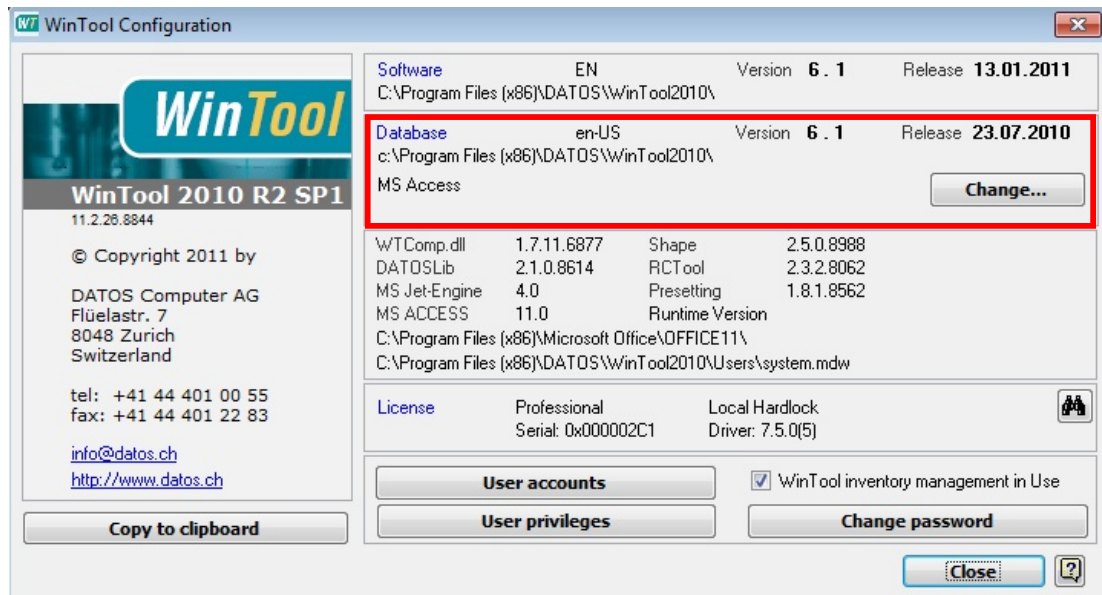 WT WinTool Configuration
WinTool
WinTool 2010 R2 SP1
11.2.26.8844
© Copyright 2011 by
DATOS Computer AG
Flüelastr. 7
8048 Zurich
Switzerland
tel: +41 44 401 00 55
fax: +41 44 401 22 83
info@datos.ch
http://www.datos.ch
Copy to clipboard
Software EN Version 6 . 1 Release 13.01.2011
C:\Program Files (x86)\DATOS\WinTool2010\
Database en-US Version 6 . 1 Release 23.07.2010
c:\Program Files (x86)\DATOS\WinTool2010\
MS Access
Change...
WTComp.dll 1.7.11.6877 Shape 2.5.0.8988
DATOSLib 2.1.0.8614 RCTool 2.3.2.8062
MS Jet-Engine 4.0 Presetting 1.8.1.8562
MS ACCESS 11.0 Runtime Version
C:\Program Files (x86)\Microsoft Office\OFFICE11\
C:\Program Files (x86)\DATOS\WinTool2010\Users\system.mdw
License Professional Local Hardlock
Serial: 0x000002C1 Driver: 7.5.0(5)
User accounts WinTool inventory management in Use
User privileges Change password
Close ?